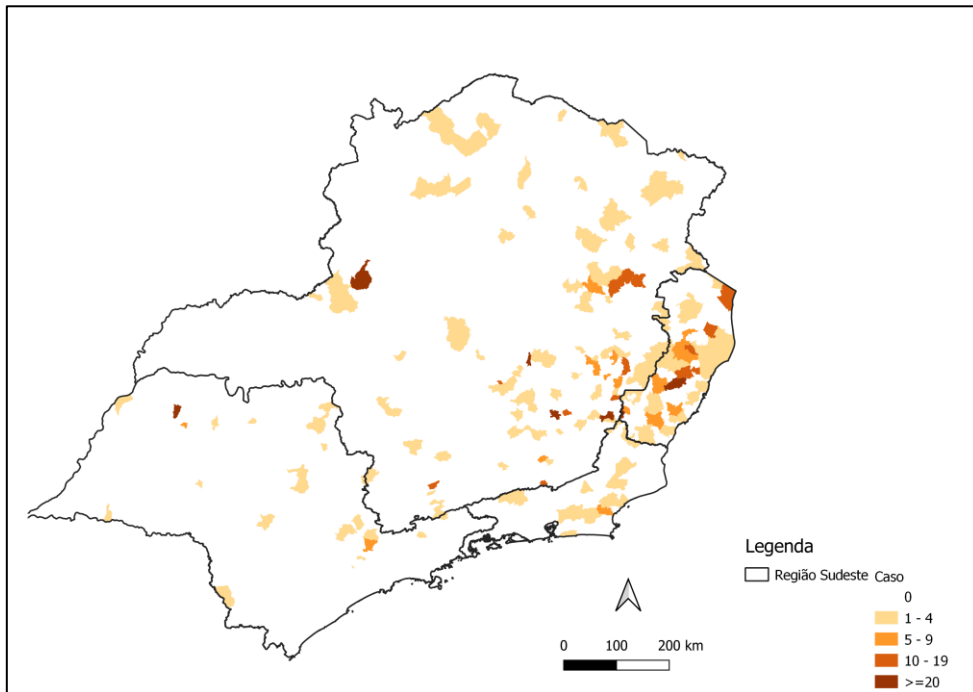 Legenda
Região Sudeste
Caso
0
1 - 4
5 - 9
10 - 19
>=20
0 100 200 km